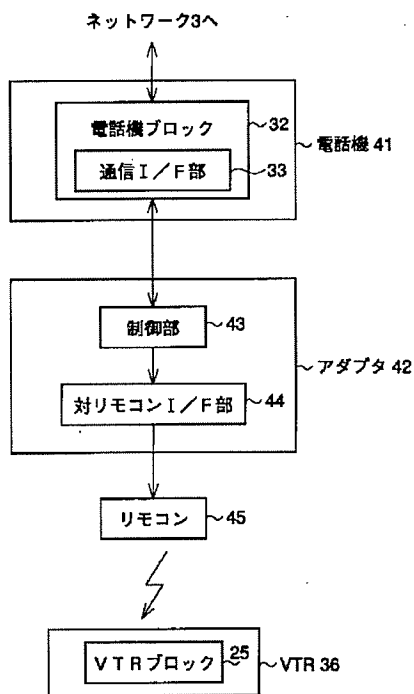 ネットワーク3へ
電話機ブロック
32
通信I/F部
33
電話機 41
制御部
43
対リモコンI/F部
44
アダプタ 42
リモコン
45
VTRブロック
25
VTR 36